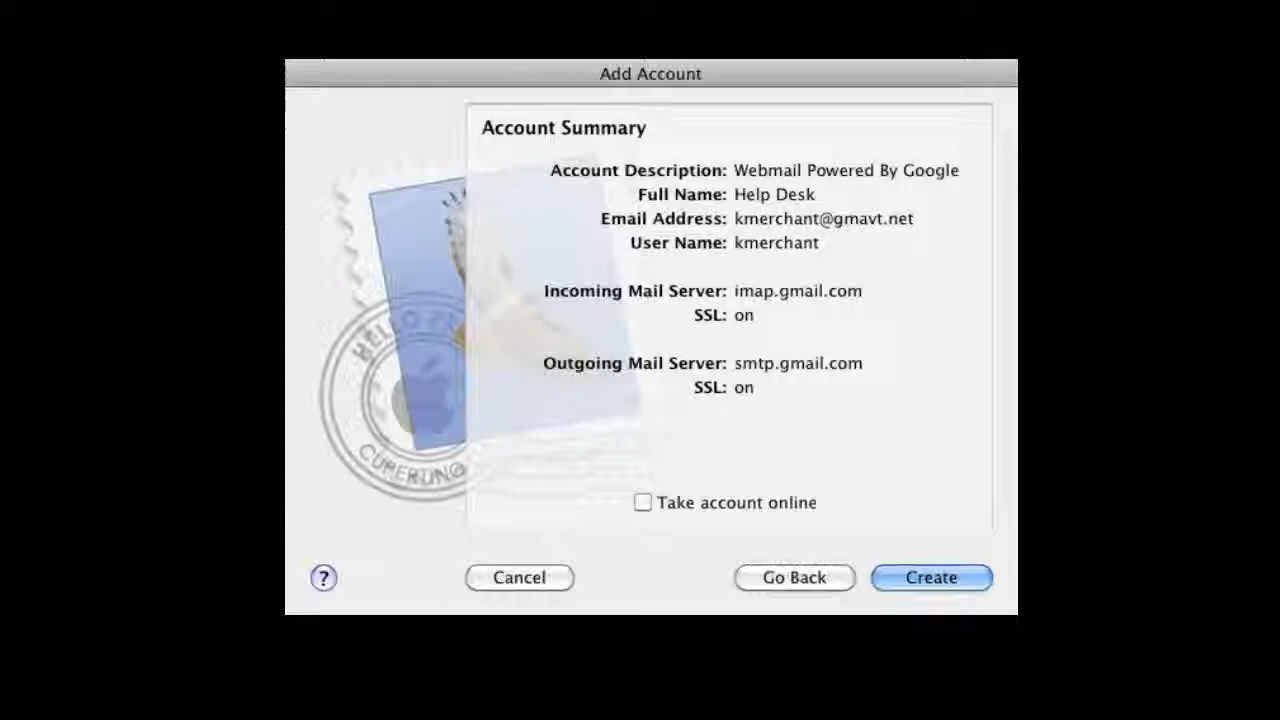 Add Account
Account Summary
Account Description: Webmail Powered By Google
Full Name: Help Desk
Email Address: kmerchant@gmavt.net
User Name: kmerchant
Incoming Mail Server: imap.gmail.com
SSL: on
Outgoing Mail Server: smtp.gmail.com
SSL: on
HELLO
CUPERTINO
Take account online
? Cancel Go Back Create